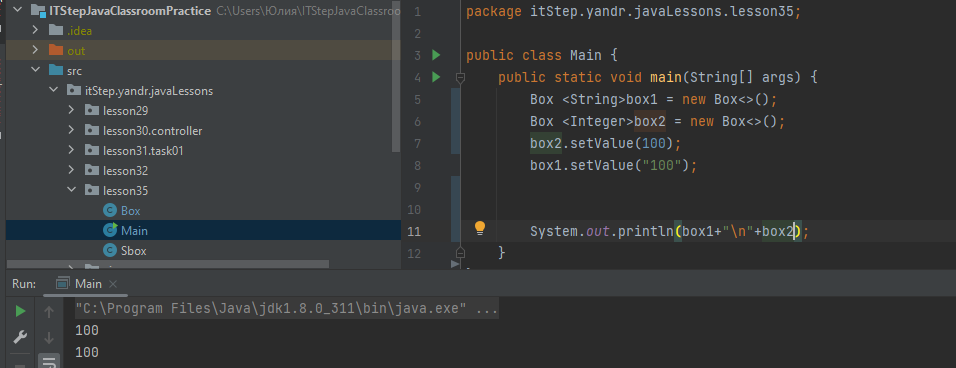 ITStepJavaClassroomPractice C:\Users\Юлия\ITStepJavaClassroo
.idea
out
src
itStep.yandr.javaLessons
lesson29
lesson30.controller
lesson31.task01
lesson32
lesson35
Box
Main
Sbox
1 package itStep.yandr.javaLessons.lesson35;
2
3 public class Main {
4 public static void main(String[] args) {
5 Box <String>box1 = new Box<>();
6 Box <Integer>box2 = new Box<>();
7 box2.setValue(100);
8 box1.setValue("100");
9
10
11 System.out.println(box1+"\n"+box2);
12 }
Run: Main
"C:\Program Files\Java\jdk1.8.0_311\bin\java.exe" ...
100
100